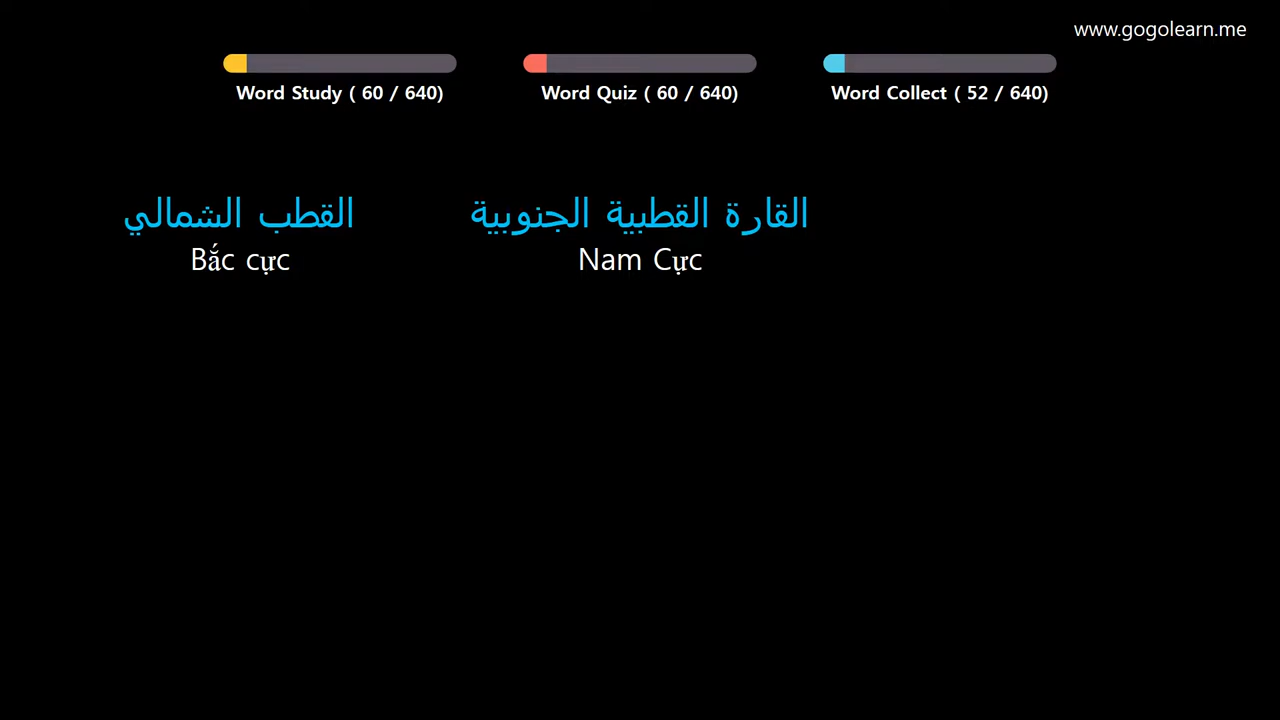 www.gogolearn.me
Word Study ( 60 / 640)
Word Quiz ( 60 / 640)
Word Collect ( 52 / 640)
القطب الشمالي
Bắc cực
القارة القطبية الجنوبية
Nam Cực